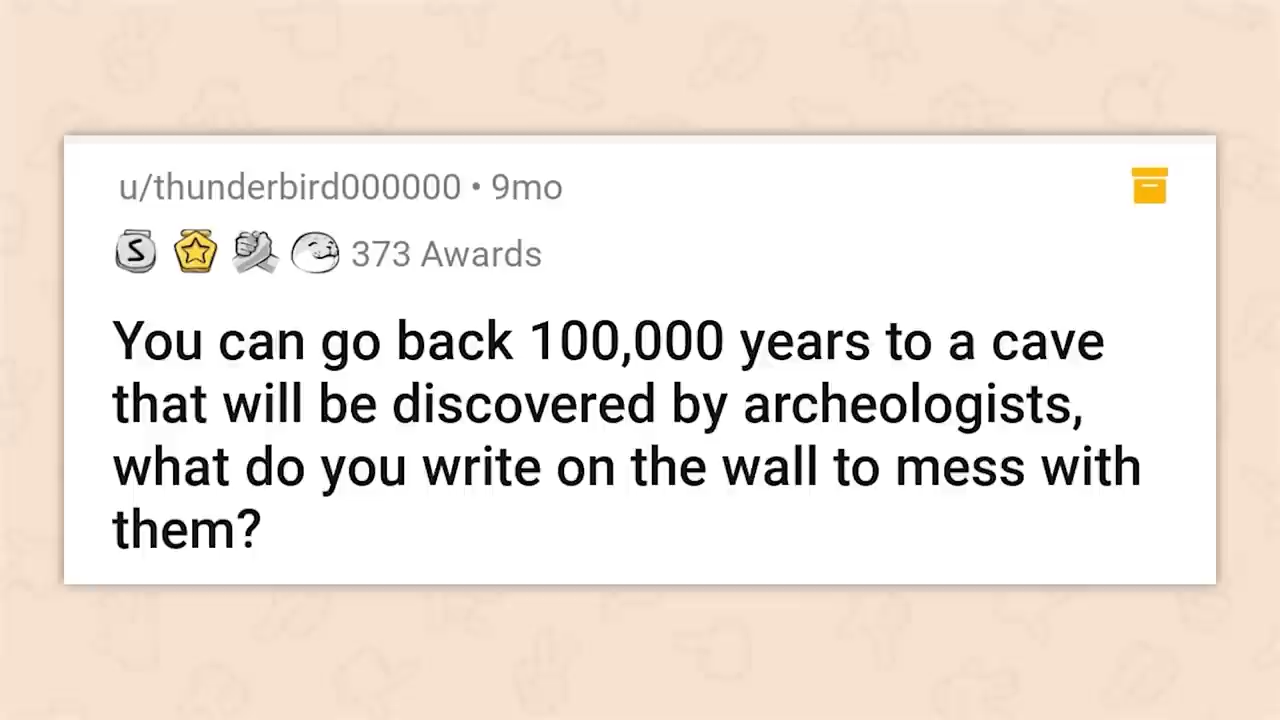 u/thunderbird000000 • 9mo
373 Awards
You can go back 100,000 years to a cave
that will be discovered by archeologists,
what do you write on the wall to mess with
them?